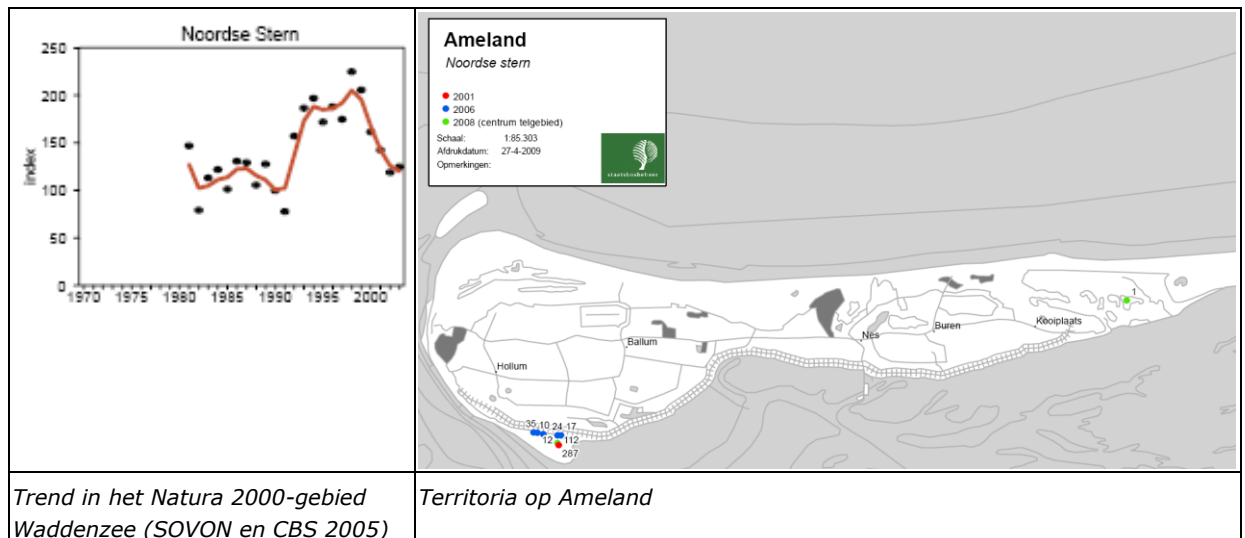 Noordse Stern
250
200
150
100
50
0
index
1970 1975 1980 1985 1990 1995 2000
Ameland
Noordse stern
2001
2006
2008 (centrum telgebied)
Schaal: 1:85.303
Afdrukdatum: 27-4-2009
Opmerkingen:
staatsbosbeheer
1
Kooiplaats
Buren
Nes
Ballum
Hollum
35 10 24 17
12 112
287
Trend in het Natura 2000-gebied
Waddenzee (SOVON en CBS 2005)
Territoria op Ameland